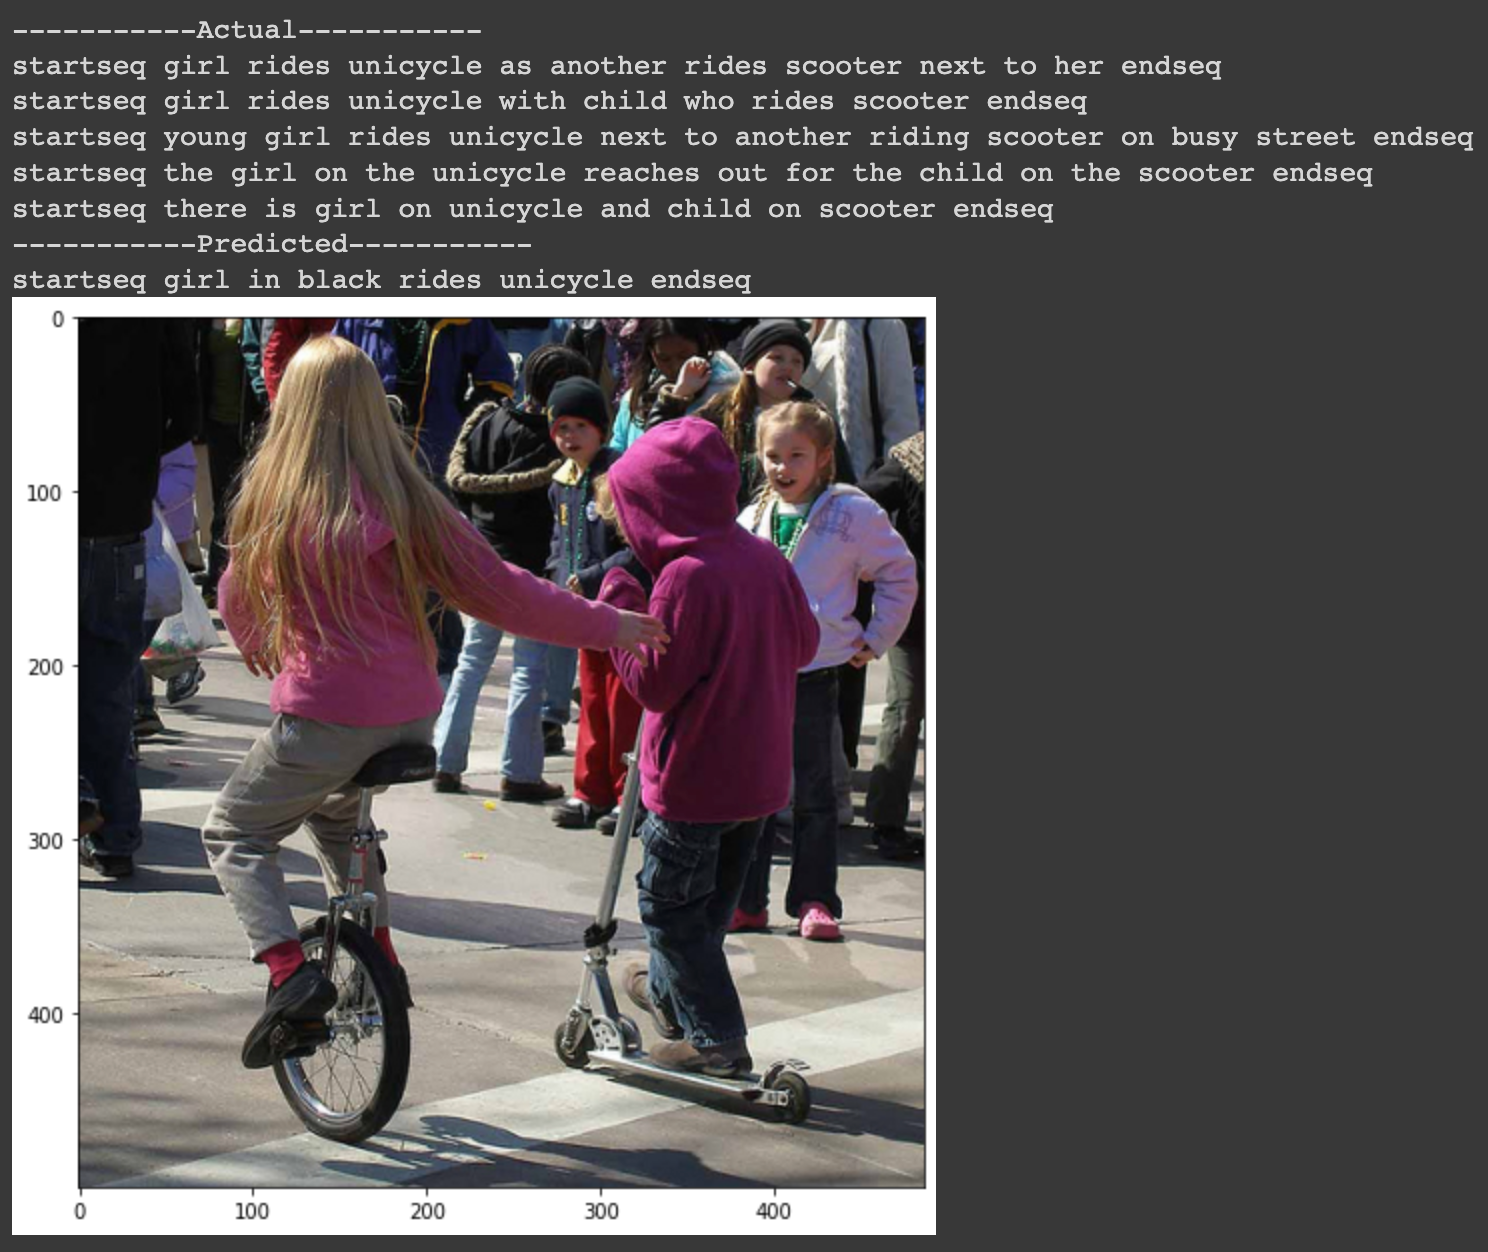 -----------Actual-----------
startseq girl rides unicycle as another rides scooter next to her endseq
startseq girl rides unicycle with child who rides scooter endseq
startseq young girl rides unicycle next to another riding scooter on busy street endseq
startseq the girl on the unicycle reaches out for the child on the scooter endseq
startseq there is girl on unicycle and child on scooter endseq
-----------Predicted-----------
startseq girl in black rides unicycle endseq
0
100
200
300
400
0 100 200 300 400